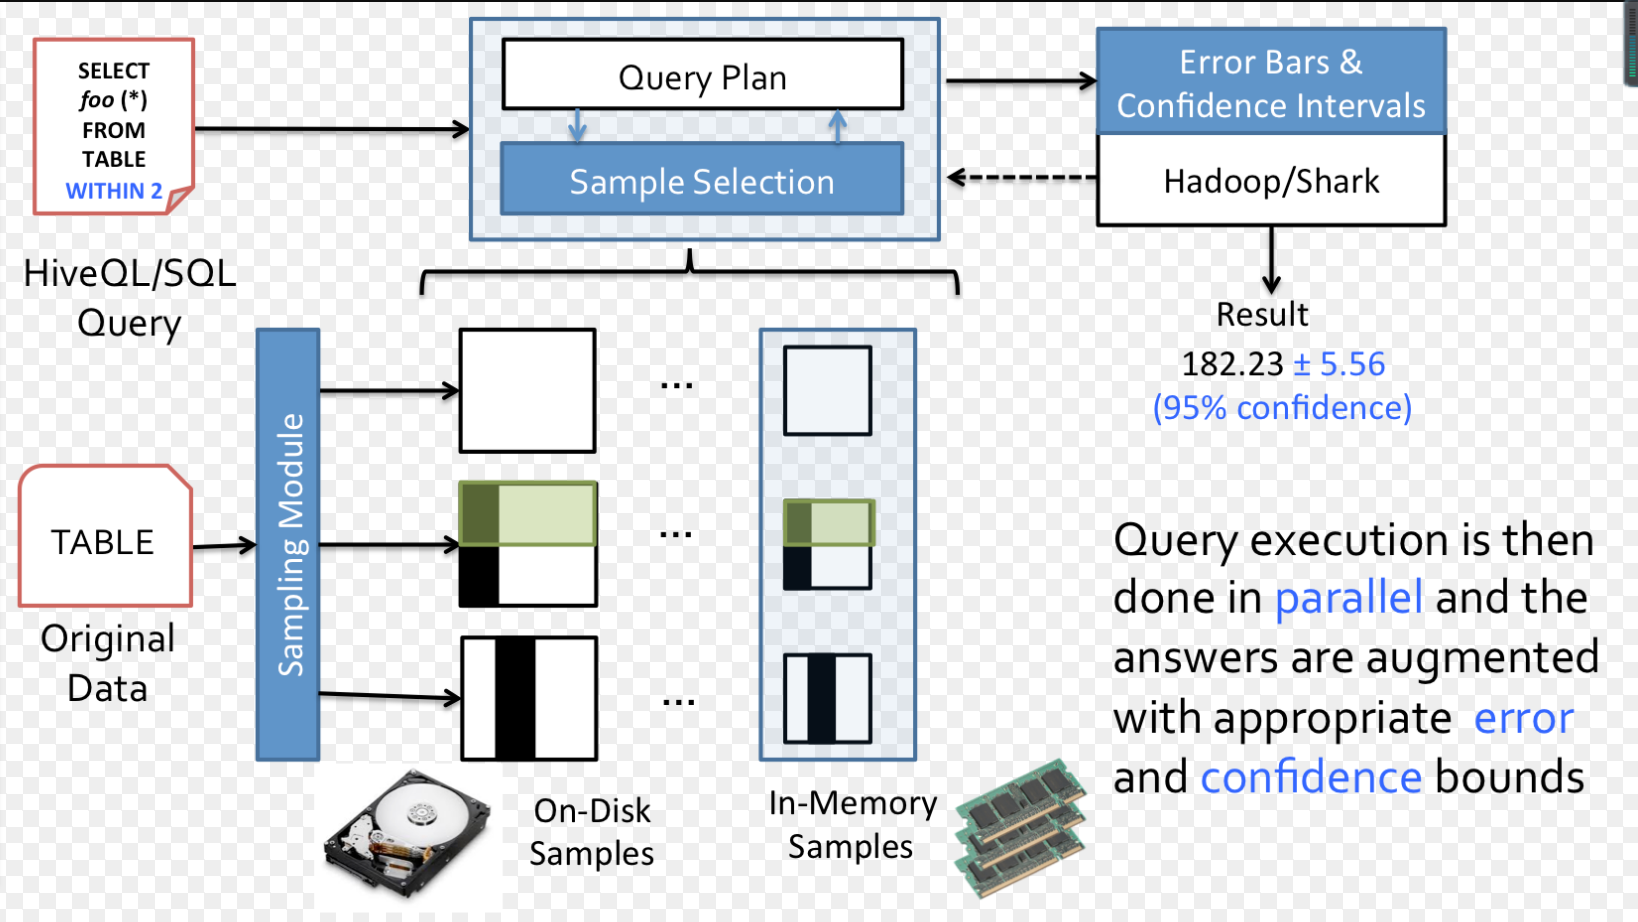 SELECT
foo (*)
FROM
TABLE
WITHIN 2
HiveQL/SQL
Query
Query Plan
Sample Selection
Error Bars &
Confidence Intervals
Hadoop/Shark
Result
182.23 ± 5.56
(95% confidence)
TABLE
Original
Data
Sampling Module
...
...
...
On-Disk
Samples
In-Memory
Samples
Query execution is then
done in parallel and the
answers are augmented
with appropriate error
and confidence bounds